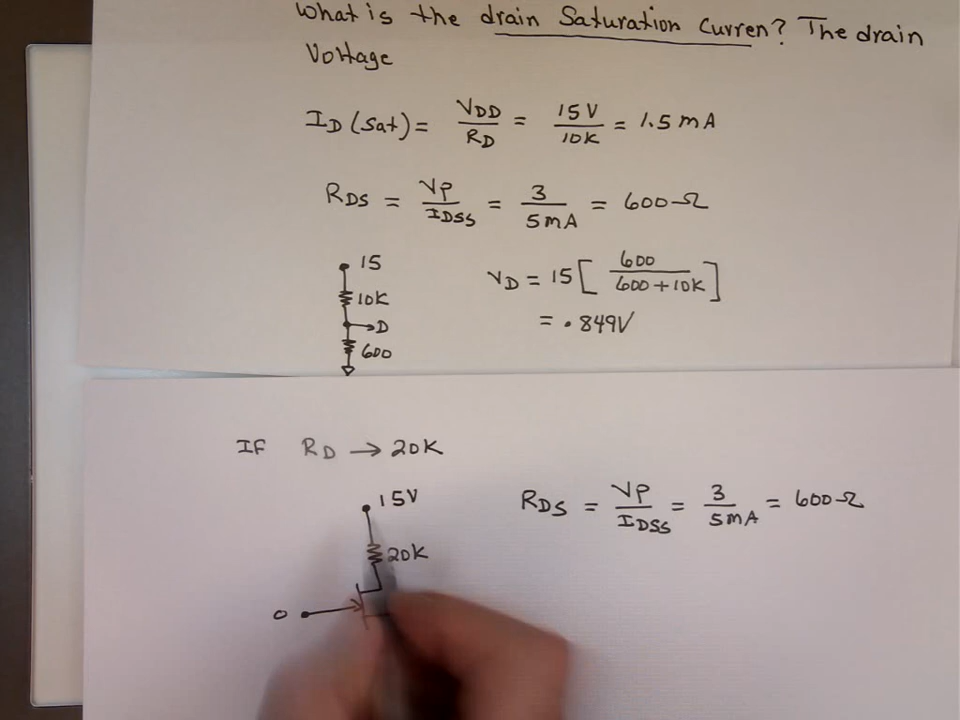 What is the drain Saturation Curren? The drain
Voltage
ID (Sat) = VDD/RD = 15V/10K = 1.5 mA
RDS = VP/IDSS = 3/5mA = 600Ω
15
10K
D
600
VD = 15 [600/600+10K]
= .849V
IF RD → 20K
15V
20K
0
RDS = VP/IDSS = 3/5mA = 600Ω